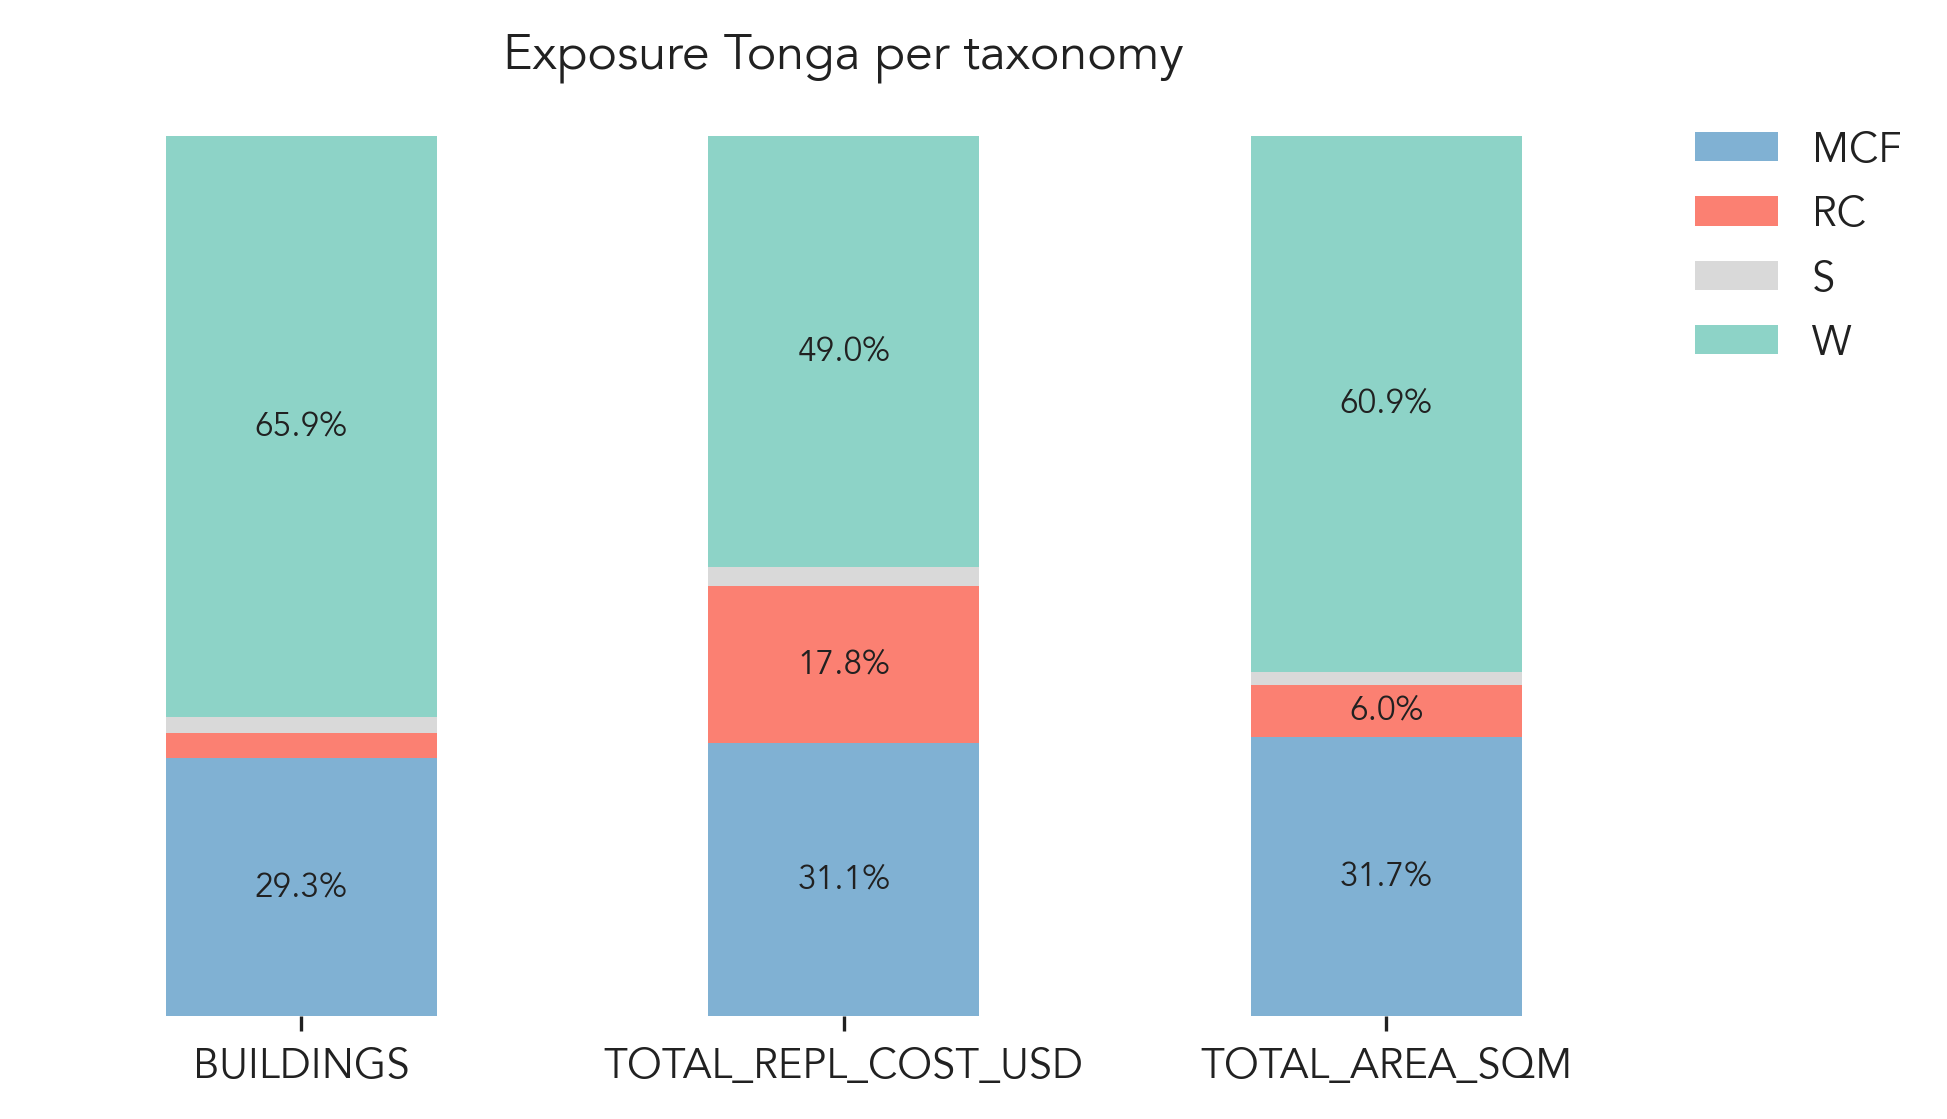 Exposure Tonga per taxonomy
MCF
RC
S
W
65.9%
29.3%
49.0%
17.8%
31.1%
60.9%
6.0%
31.7%
BUILDINGS
TOTAL_REPL_COST_USD
TOTAL_AREA_SQM